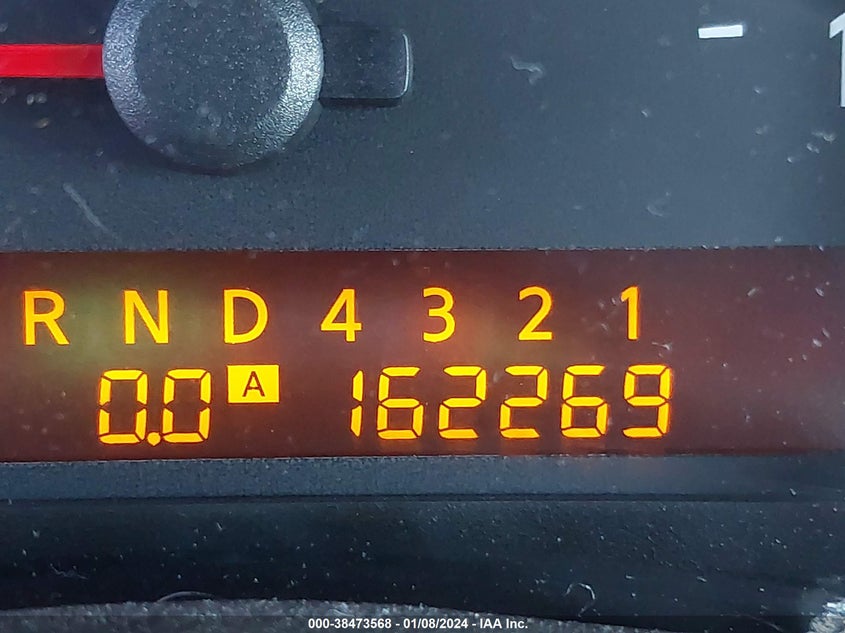 R N D 4 3 2 1
0.0 A 162269
000-38473568 - 01/08/2024 - IAA Inc.